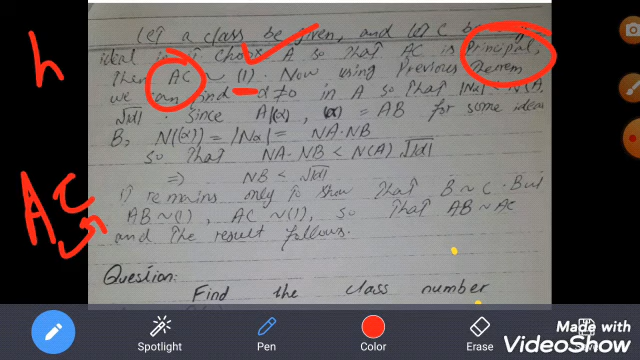 Let a class be given, and let C be
ideal in it choose A so that AC is Principal,
Then AC ~ (1). Now using Previous Theorem
we can find α ≠ 0 in A so that |Nα| <
√|d|. Since A|(α), (α) = AB for some ideal
B, N((α)) = |Nα| = NA·NB
so that NA·NB < N(A) √|d|
⇒ NB < √|d|
It remains only to show that B ~ C. But
AB ~ (1), AC ~ (1), so that AB ~ AC
and the result follows.
Question:
Find the class number
h
AC
Spotlight
Pen
Color
Erase
Made with
VideoShow